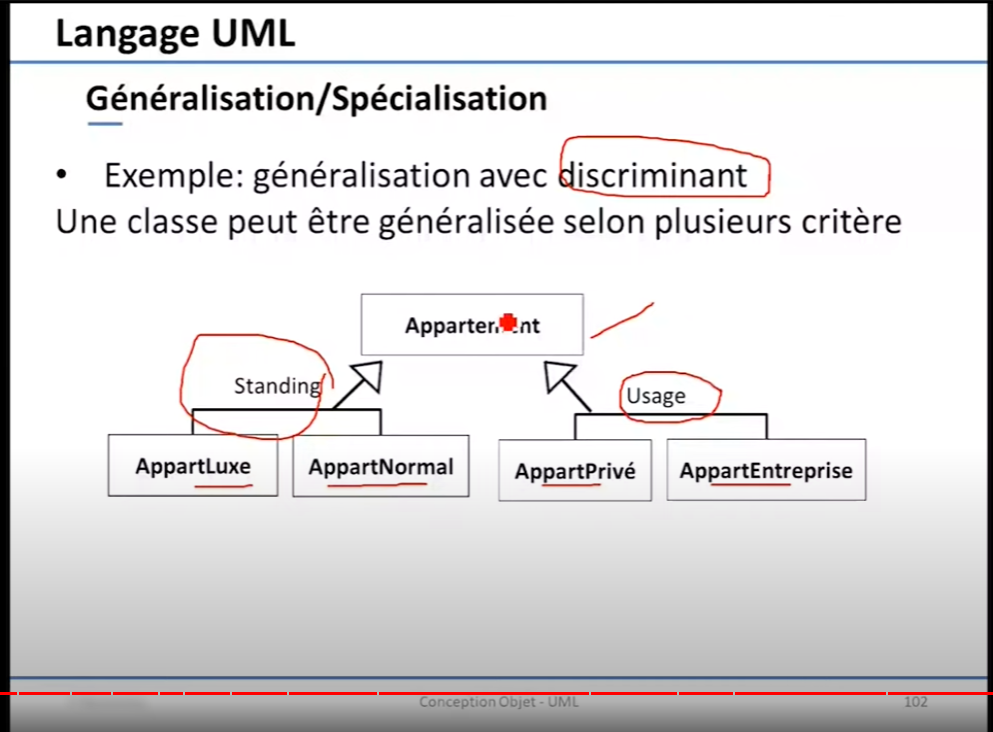 Langage UML
Généralisation/Spécialisation
• Exemple: généralisation avec discriminant
Une classe peut être généralisée selon plusieurs critère
Standing
Usage
AppartLuxe
AppartNormal
AppartPrivé
AppartEntreprise
Conception Objet - UML
102